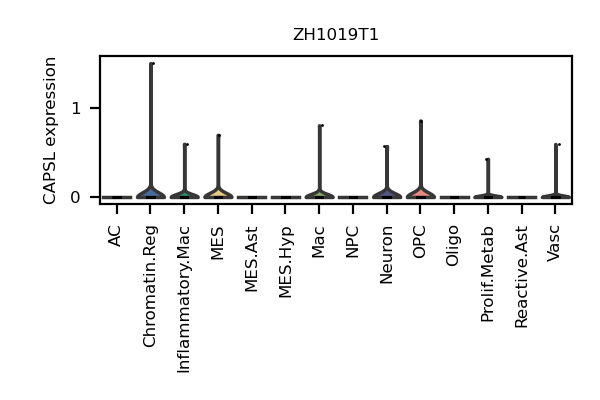 ZH1019T1
CAPSL expression
1
0
AC
Chromatin.Reg
Inflammatory.Mac
MES
MES.Ast
MES.Hyp
Mac
NPC
Neuron
OPC
Oligo
Prolif.Metab
Reactive.Ast
Vasc